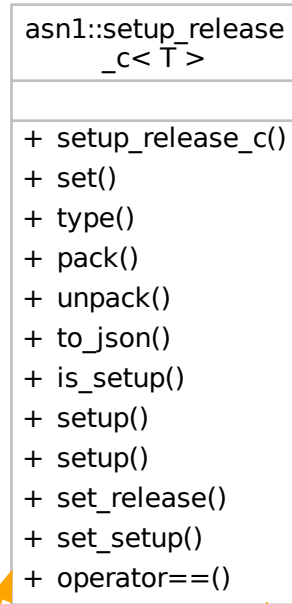 asn1::setup_release
_c< T >
+ setup_release_c()
+ set()
+ type()
+ pack()
+ unpack()
+ to_json()
+ is_setup()
+ setup()
+ setup()
+ set_release()
+ set_setup()
+ operator==()